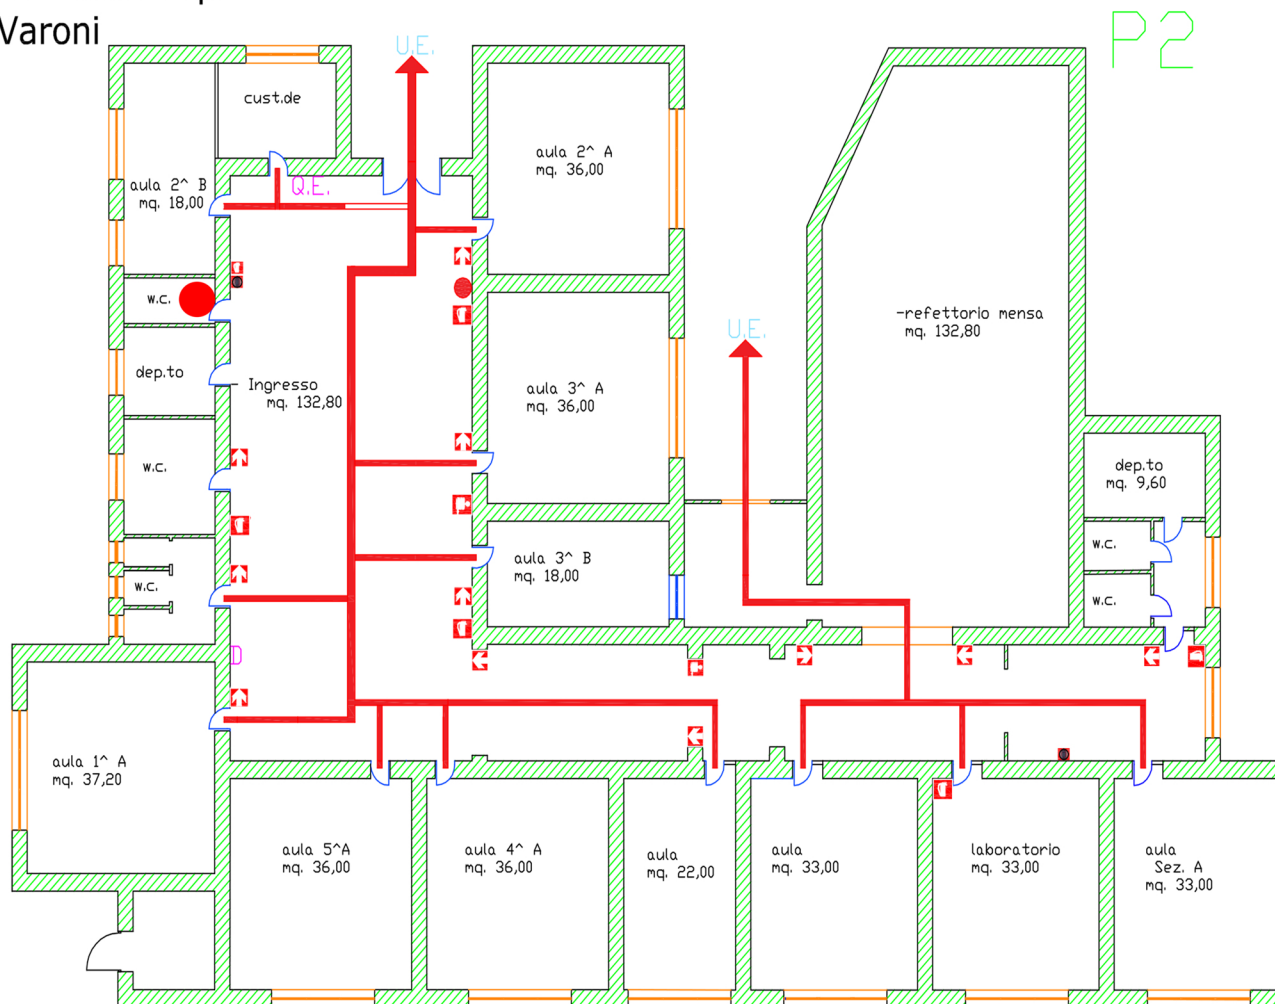 Varoni
P2
U.E.
cust.de
aula 2^ A
mq. 36,00
aula 2^ B
mq. 18,00
Q.E.
w.c.
-refettorio mensa
mq. 132,80
U.E.
dep.to
- Ingresso
mq. 132,80
aula 3^ A
mq. 36,00
w.c.
dep.to
mq. 9,60
w.c.
aula 3^ B
mq. 18,00
w.c.
w.c.
D
aula 1^ A
mq. 37,20
aula 5^A
mq. 36,00
aula 4^ A
mq. 36,00
aula
mq. 22,00
aula
mq. 33,00
laboratorio
mq. 33,00
aula
Sez. A
mq. 33,00